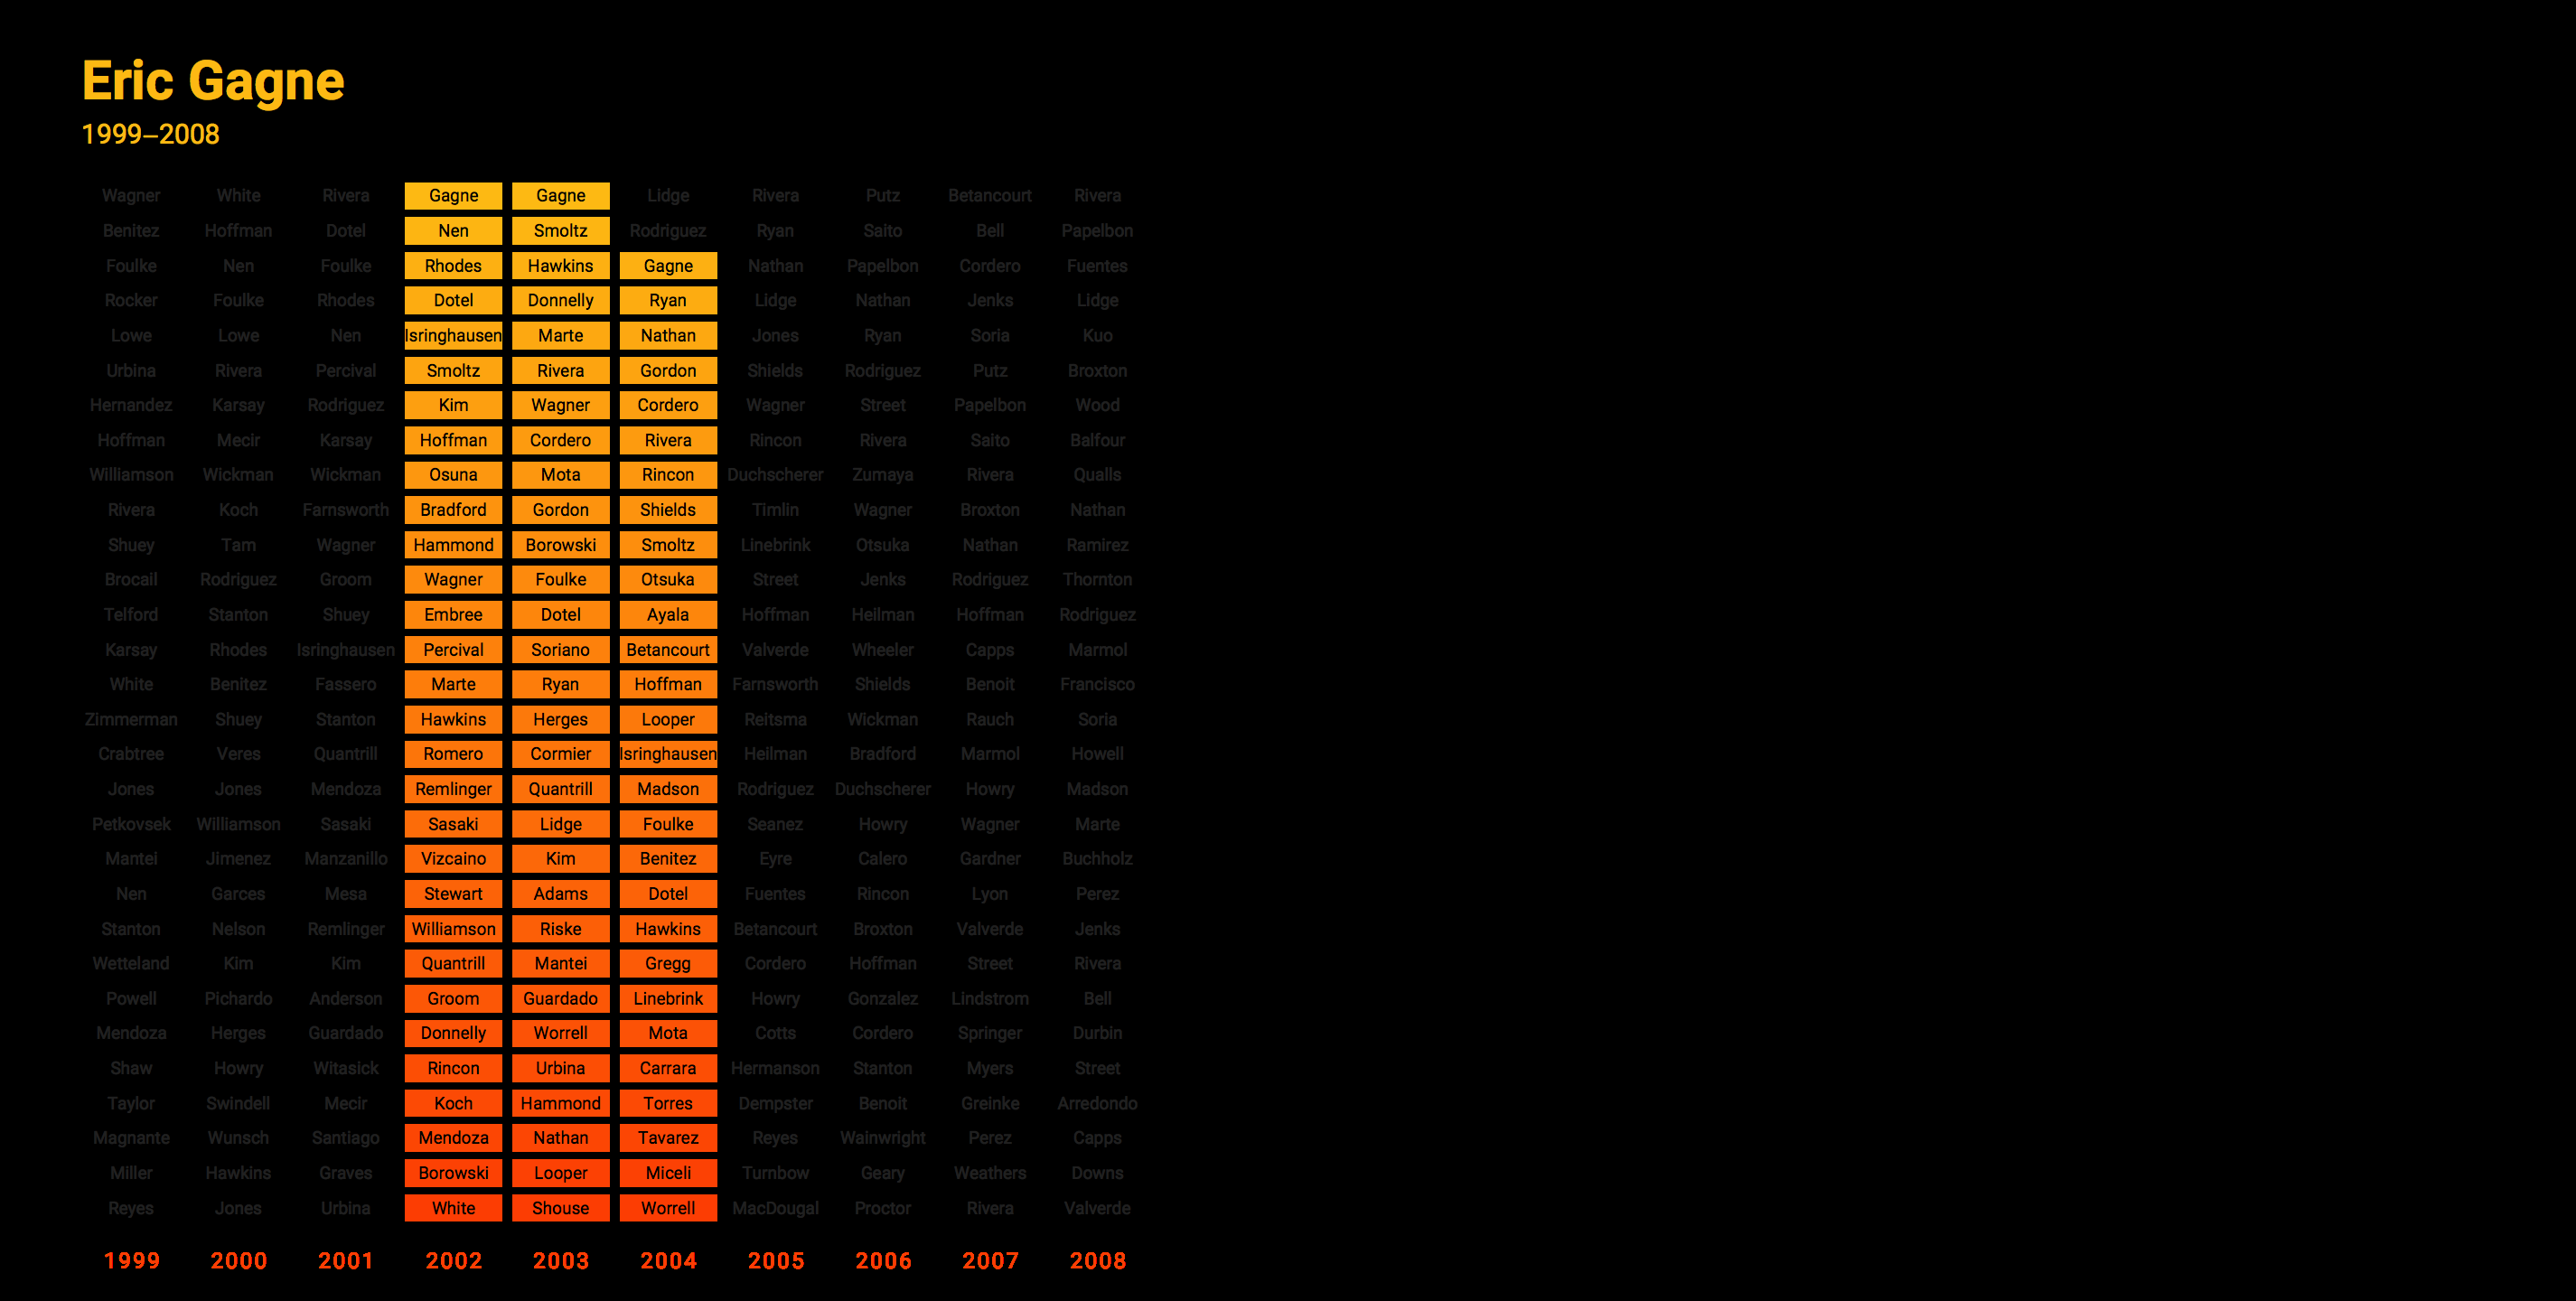 Eric Gagne
1999–2008
Wagner White Rivera Gagne Gagne Lidge Rivera Putz Betancourt Rivera
Benitez Hoffman Dotel Nen Smoltz Rodriguez Ryan Saito Bell Papelbon
Foulke Nen Foulke Rhodes Hawkins Gagne Nathan Papelbon Cordero Fuentes
Rocker Foulke Rhodes Dotel Donnelly Ryan Lidge Nathan Jenks Lidge
Lowe Lowe Nen Isringhausen Marte Nathan Jones Ryan Soria Kuo
Urbina Rivera Percival Smoltz Rivera Gordon Shields Rodriguez Putz Broxton
Hernandez Karsay Rodriguez Kim Wagner Cordero Wagner Street Papelbon Wood
Hoffman Mecir Karsay Hoffman Cordero Rivera Rincon Rivera Saito Balfour
Williamson Wickman Wickman Osuna Mota Rincon Duchscherer Zumaya Rivera Qualls
Rivera Koch Farnsworth Bradford Gordon Shields Timlin Wagner Broxton Nathan
Shuey Tam Wagner Hammond Borowski Smoltz Linebrink Otsuka Nathan Ramirez
Brocail Rodriguez Groom Wagner Foulke Otsuka Street Jenks Rodriguez Thornton
Telford Stanton Shuey Embree Dotel Ayala Hoffman Heilman Hoffman Rodriguez
Karsay Rhodes Isringhausen Percival Soriano Betancourt Valverde Wheeler Capps Marmol
White Benitez Fassero Marte Ryan Hoffman Farnsworth Shields Benoit Francisco
Zimmerman Shuey Stanton Hawkins Herges Looper Reitsma Wickman Rauch Soria
Crabtree Veres Quantrill Romero Cormier Isringhausen Heilman Bradford Marmol Howell
Jones Jones Mendoza Remlinger Quantrill Madson Rodriguez Duchscherer Howry Madson
Petkovsek Williamson Sasaki Sasaki Lidge Foulke Seanez Howry Wagner Marte
Mantei Jimenez Manzanillo Vizcaino Kim Benitez Eyre Calero Gardner Buchholz
Nen Garces Mesa Stewart Adams Dotel Fuentes Rincon Lyon Perez
Stanton Nelson Remlinger Williamson Riske Hawkins Betancourt Broxton Valverde Jenks
Wetteland Kim Kim Quantrill Mantei Gregg Cordero Hoffman Street Rivera
Powell Pichardo Anderson Groom Guardado Linebrink Howry Gonzalez Lindstrom Bell
Mendoza Herges Guardado Donnelly Worrell Mota Cotts Cordero Springer Durbin
Shaw Howry Witasick Rincon Urbina Carrara Hermanson Stanton Myers Street
Taylor Swindell Mecir Koch Hammond Torres Dempster Benoit Greinke Arredondo
Magnante Wunsch Santiago Mendoza Nathan Tavarez Reyes Wainwright Perez Capps
Miller Hawkins Graves Borowski Looper Miceli Turnbow Geary Weathers Downs
Reyes Jones Urbina White Shouse Worrell MacDougal Proctor Rivera Valverde
1999 2000 2001 2002 2003 2004 2005 2006 2007 2008